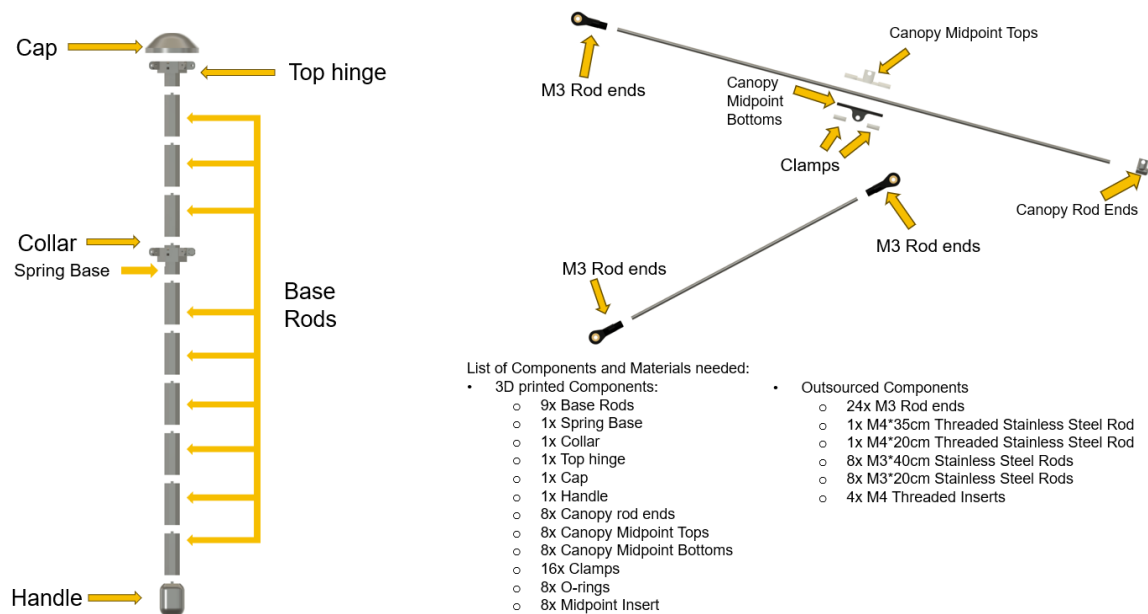 Cap
Top hinge
Collar
Spring Base
Base
Rods
Handle
Canopy Midpoint Tops
M3 Rod ends
Canopy
Midpoint
Bottoms
Clamps
Canopy Rod Ends
M3 Rod ends
M3 Rod ends
List of Components and Materials needed:
• 3D printed Components:
o 9x Base Rods
o 1x Spring Base
o 1x Collar
o 1x Top hinge
o 1x Cap
o 1x Handle
o 8x Canopy rod ends
o 8x Canopy Midpoint Tops
o 8x Canopy Midpoint Bottoms
o 16x Clamps
o 8x O-rings
o 8x Midpoint Insert
• Outsourced Components
o 24x M3 Rod ends
o 1x M4*35cm Threaded Stainless Steel Rod
o 1x M4*20cm Threaded Stainless Steel Rod
o 8x M3*40cm Stainless Steel Rods
o 8x M3*20cm Stainless Steel Rods
o 4x M4 Threaded Inserts